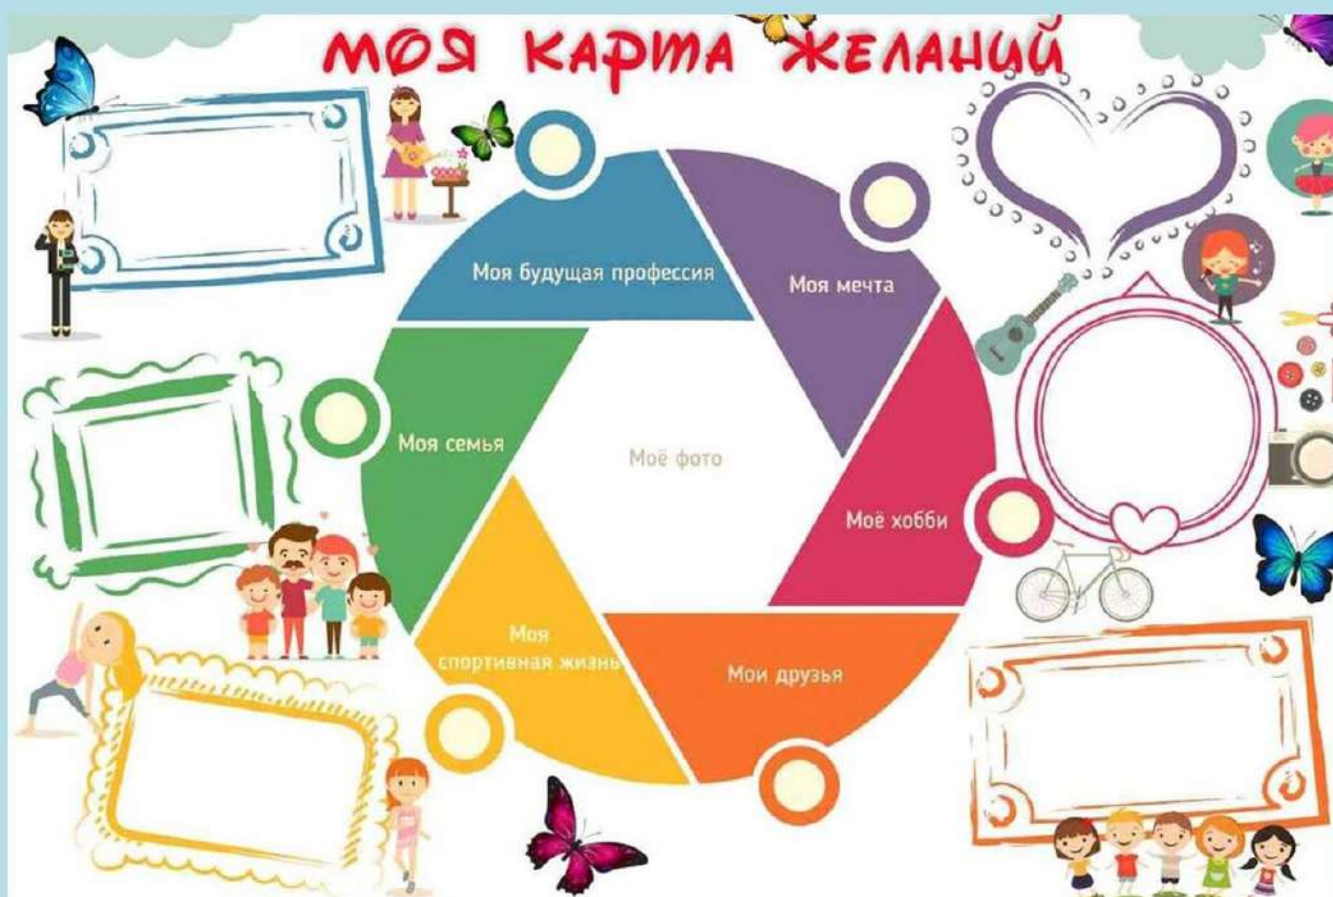 МОЯ КАРТА ЖЕЛАНИЙ
Моя будущая профессия
Моя мечта
Моя семья
Моё фото
Моё хобби
Моя
спортивная жизнь
Мои друзья